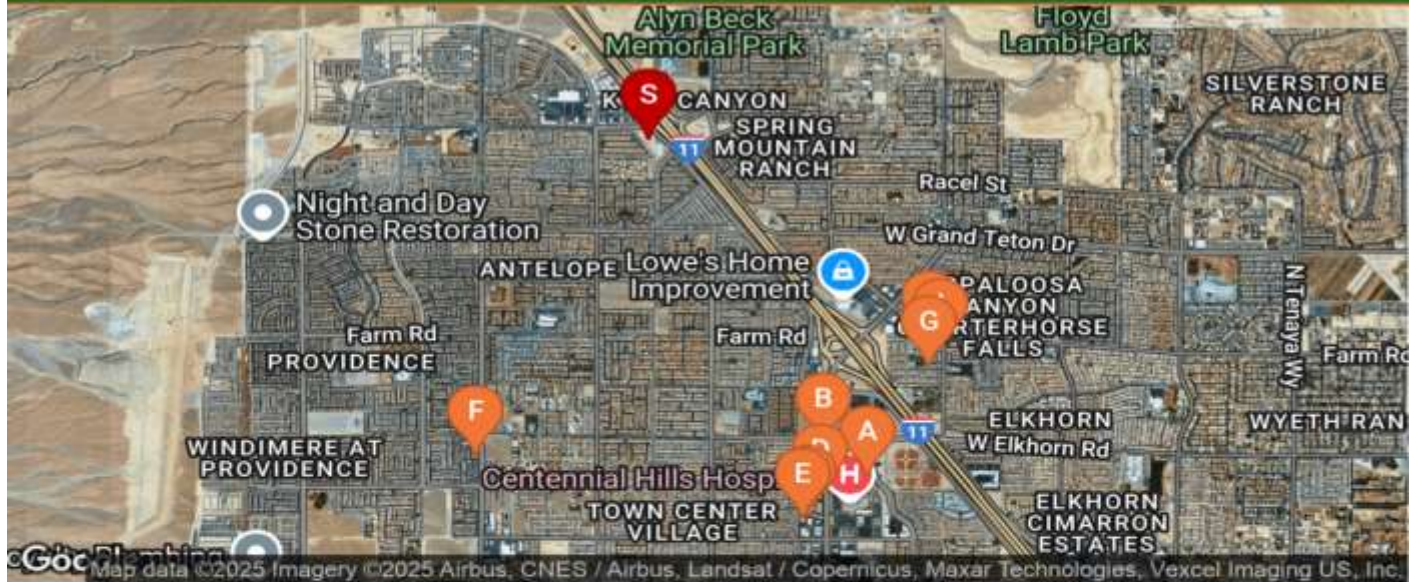 Alyn Beck
Memorial Park
Floyd
Lamb Park
SILVERSTONE
RANCH
S
CANYON
11
SPRING
MOUNTAIN
RANCH
Racel St
Night and Day
Stone Restoration
W Grand Teton Dr
ANTELOPE
Lowe's Home
Improvement
N Tenaya Wy
G
FALLS
Farm Rd
Farm Rd
Farm Rd
PROVIDENCE
F
B
A
11
ELKHORN
W Elkhorn Rd
WYETH RAN
WINDIMERE AT
PROVIDENCE
D
E
H
Centennial Hills Hosp
TOWN CENTER
VILLAGE
ELKHORN
CIMARRON
ESTATES
Map data ©2025 Imagery ©2025 Airbus, CNES / Airbus, Landsat / Copernicus, Maxar Technologies, Vexcel Imaging US, Inc.